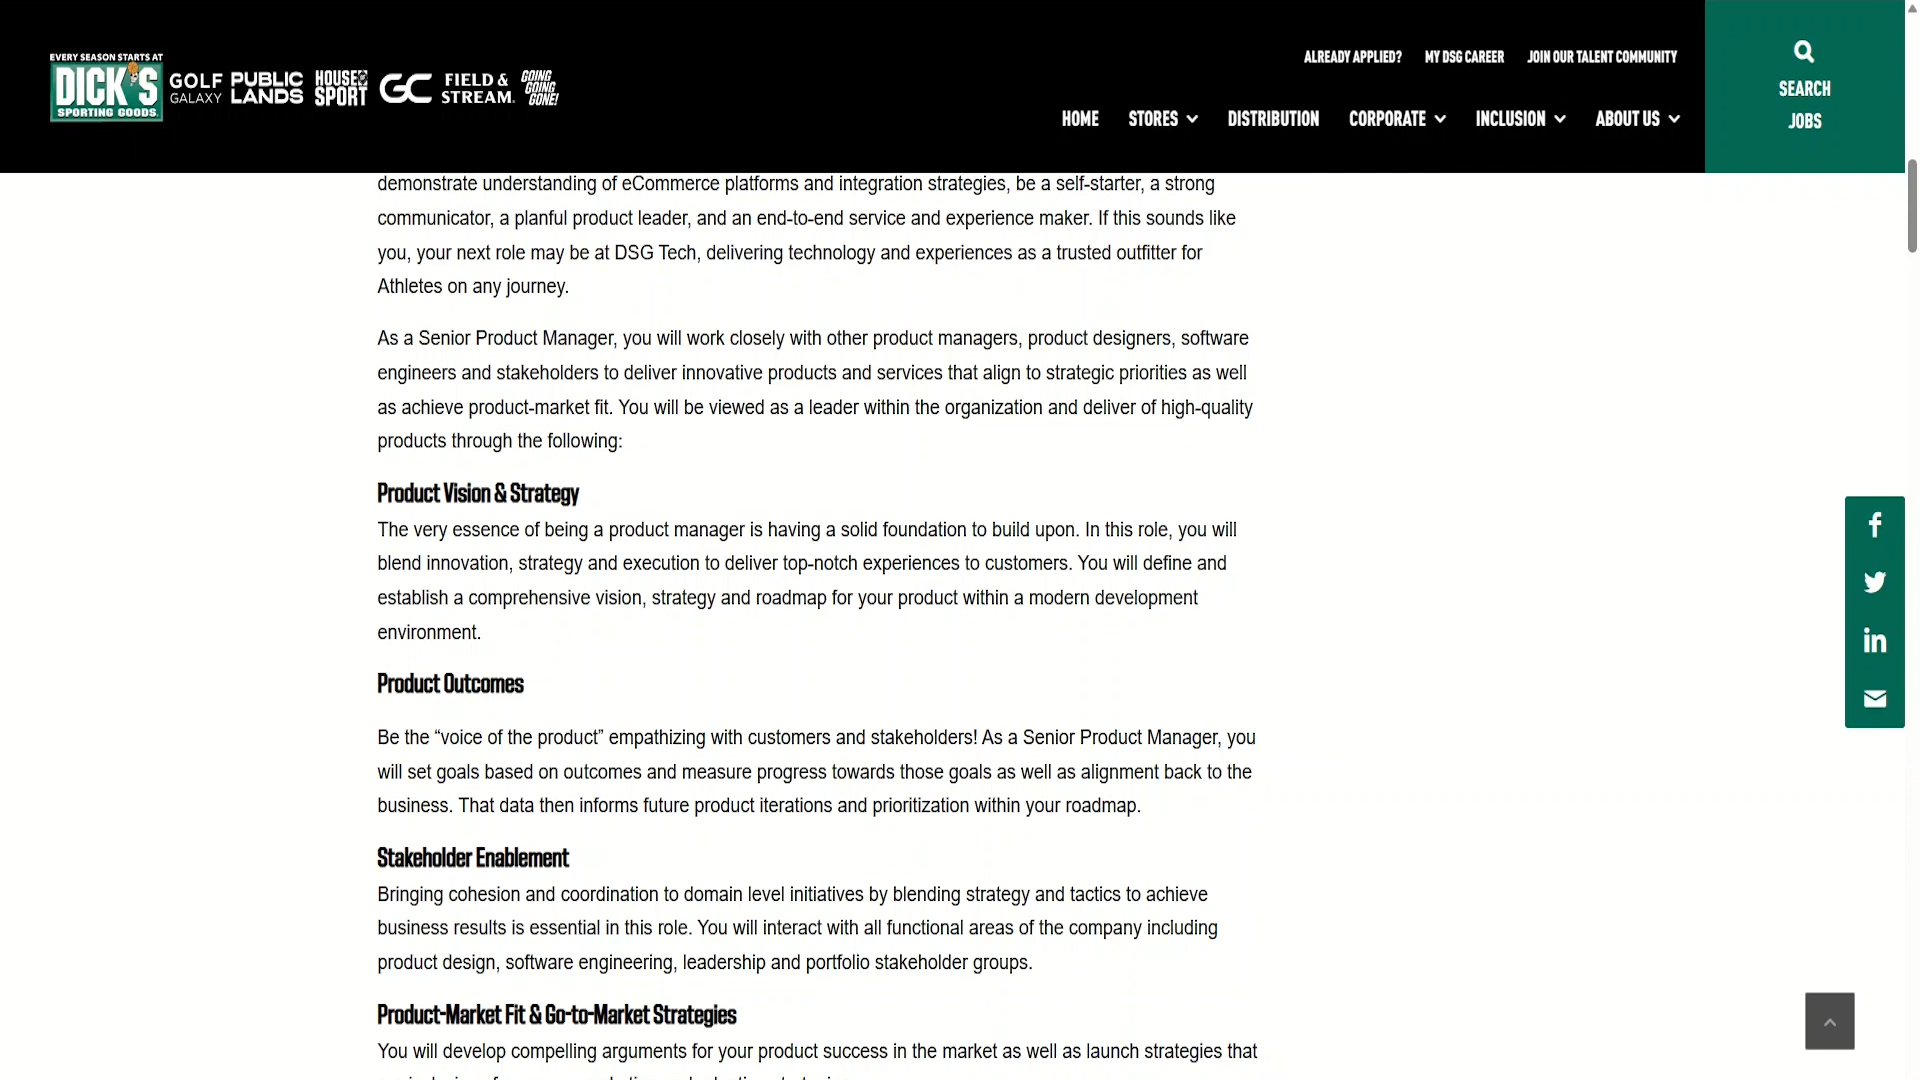 EVERY SEASON STARTS AT
DICK'S
SPORTING GOODS
GOLF
GALAXY
PUBLIC
LANDS
HOUSE OF
SPORT
GC
FIELD &
STREAM
GOING
GOING
GONE!
ALREADY APPLIED?
MY DSG CAREER
JOIN OUR TALENT COMMUNITY
HOME
STORES
DISTRIBUTION
CORPORATE
INCLUSION
ABOUT US
SEARCH
JOBS
demonstrate understanding of eCommerce platforms and integration strategies, be a self-starter, a strong
communicator, a planful product leader, and an end-to-end service and experience maker. If this sounds like
you, your next role may be at DSG Tech, delivering technology and experiences as a trusted outfitter for
Athletes on any journey.
As a Senior Product Manager, you will work closely with other product managers, product designers, software
engineers and stakeholders to deliver innovative products and services that align to strategic priorities as well
as achieve product-market fit. You will be viewed as a leader within the organization and deliver of high-quality
products through the following:
Product Vision & Strategy
The very essence of being a product manager is having a solid foundation to build upon. In this role, you will
blend innovation, strategy and execution to deliver top-notch experiences to customers. You will define and
establish a comprehensive vision, strategy and roadmap for your product within a modern development
environment.
Product Outcomes
Be the “voice of the product” empathizing with customers and stakeholders! As a Senior Product Manager, you
will set goals based on outcomes and measure progress towards those goals as well as alignment back to the
business. That data then informs future product iterations and prioritization within your roadmap.
Stakeholder Enablement
Bringing cohesion and coordination to domain level initiatives by blending strategy and tactics to achieve
business results is essential in this role. You will interact with all functional areas of the company including
product design, software engineering, leadership and portfolio stakeholder groups.
Product-Market Fit & Go-to-Market Strategies
You will develop compelling arguments for your product success in the market as well as launch strategies that